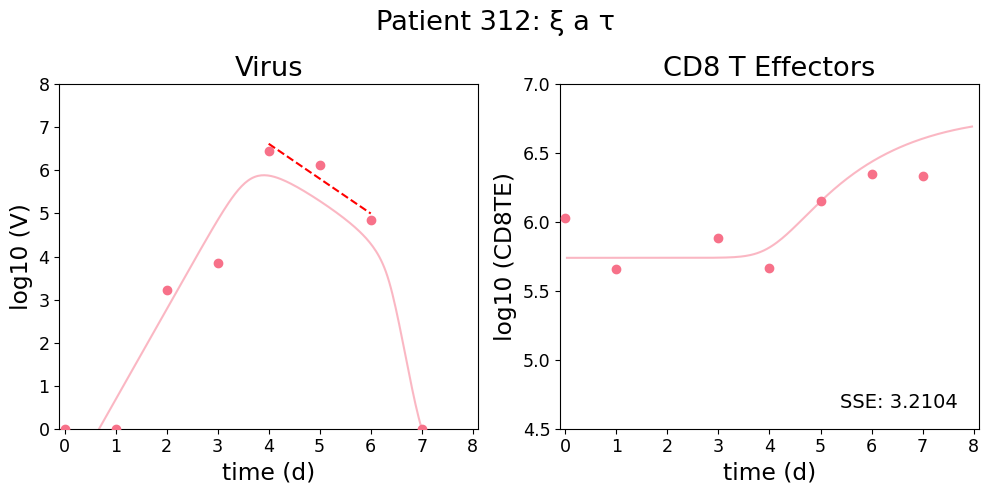 Patient 312: ξ a τ
Virus
CD8 T Effectors
log10 (V)
8
7
6
5
4
3
2
1
0
0 1 2 3 4 5 6 7 8
time (d)
log10 (CD8TE)
7.0
6.5
6.0
5.5
5.0
4.5
SSE: 3.2104
0 1 2 3 4 5 6 7 8
time (d)